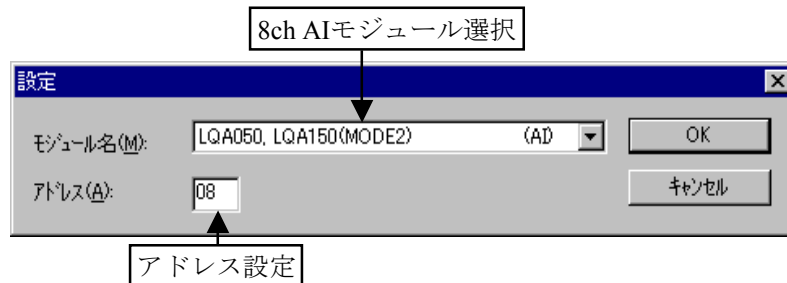 8ch AIモジュール選択
設定
モジュール名(M): LQA050, LQA150(MODE2) (AI) OK
アドレス(A): 08 キャンセル
アドレス設定